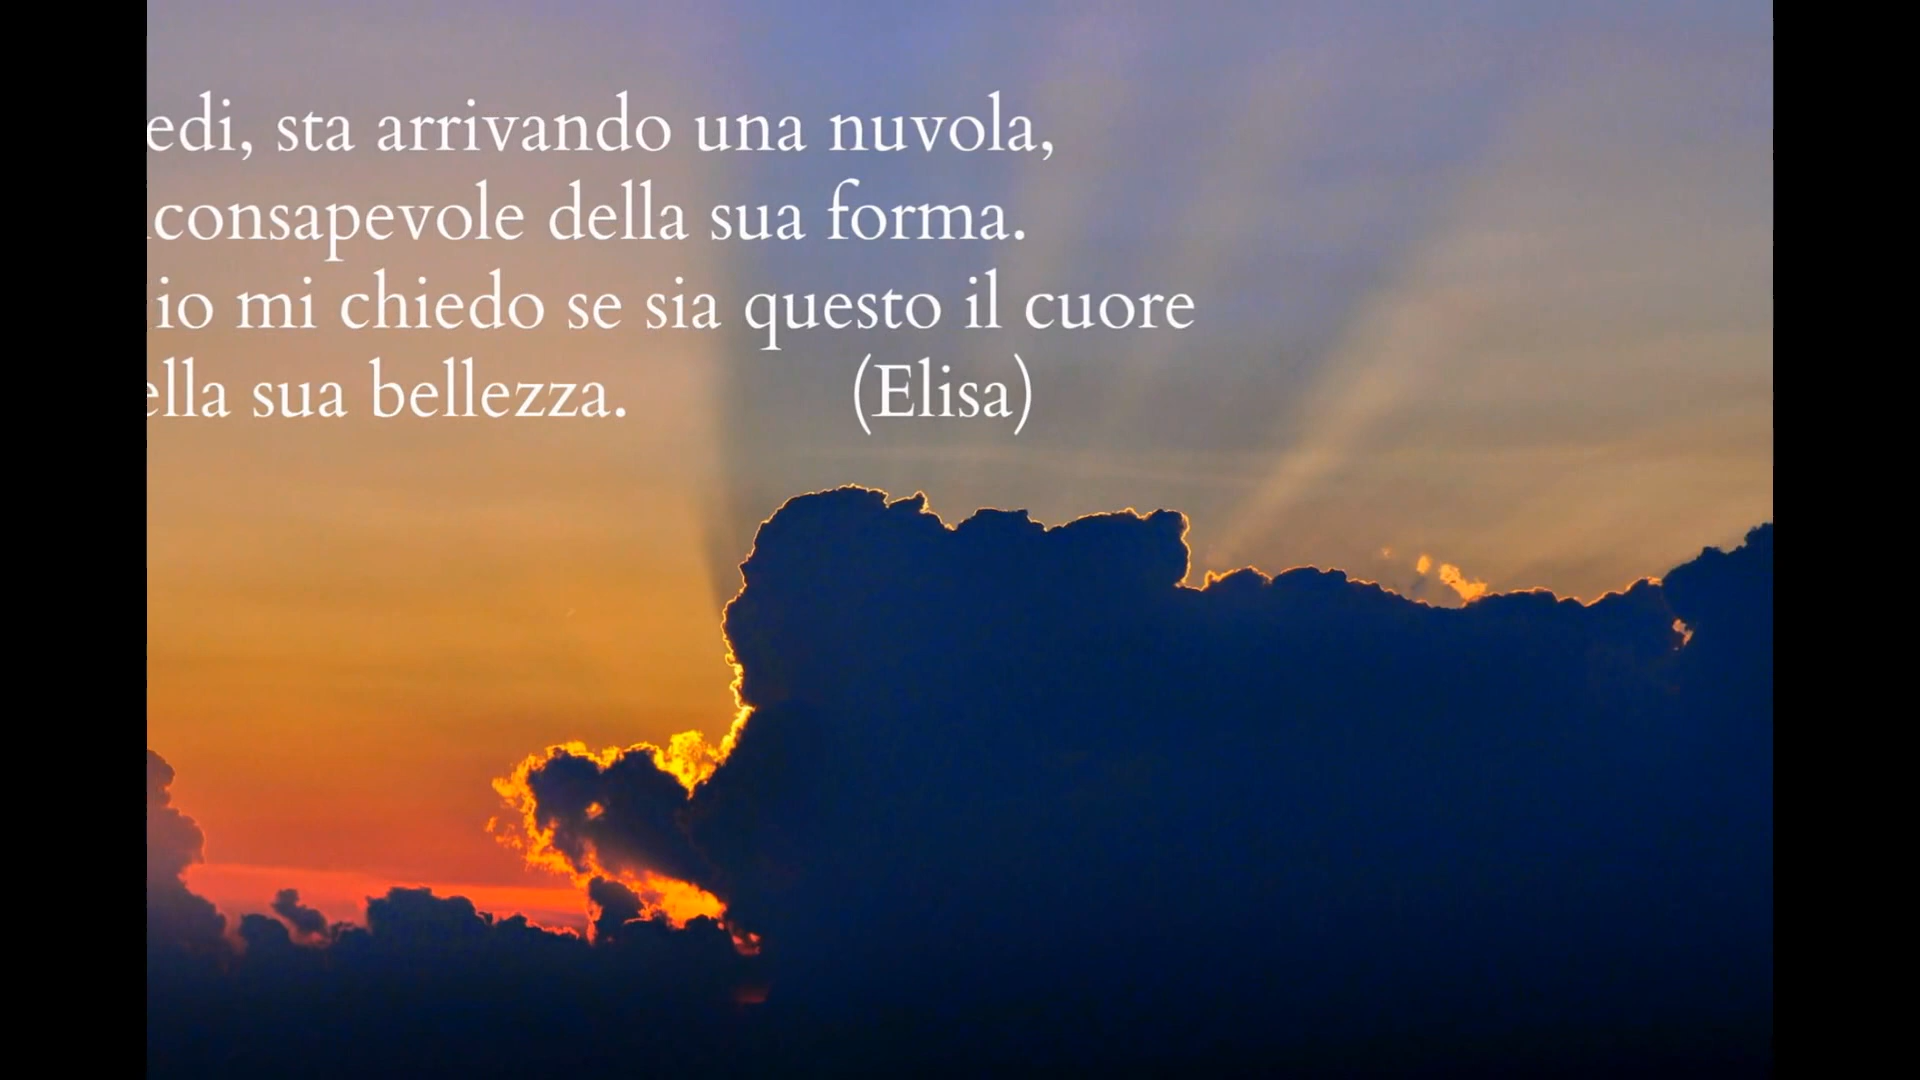 edi, sta arrivando una nuvola,
consapevole della sua forma.
io mi chiedo se sia questo il cuore
ella sua bellezza. (Elisa)